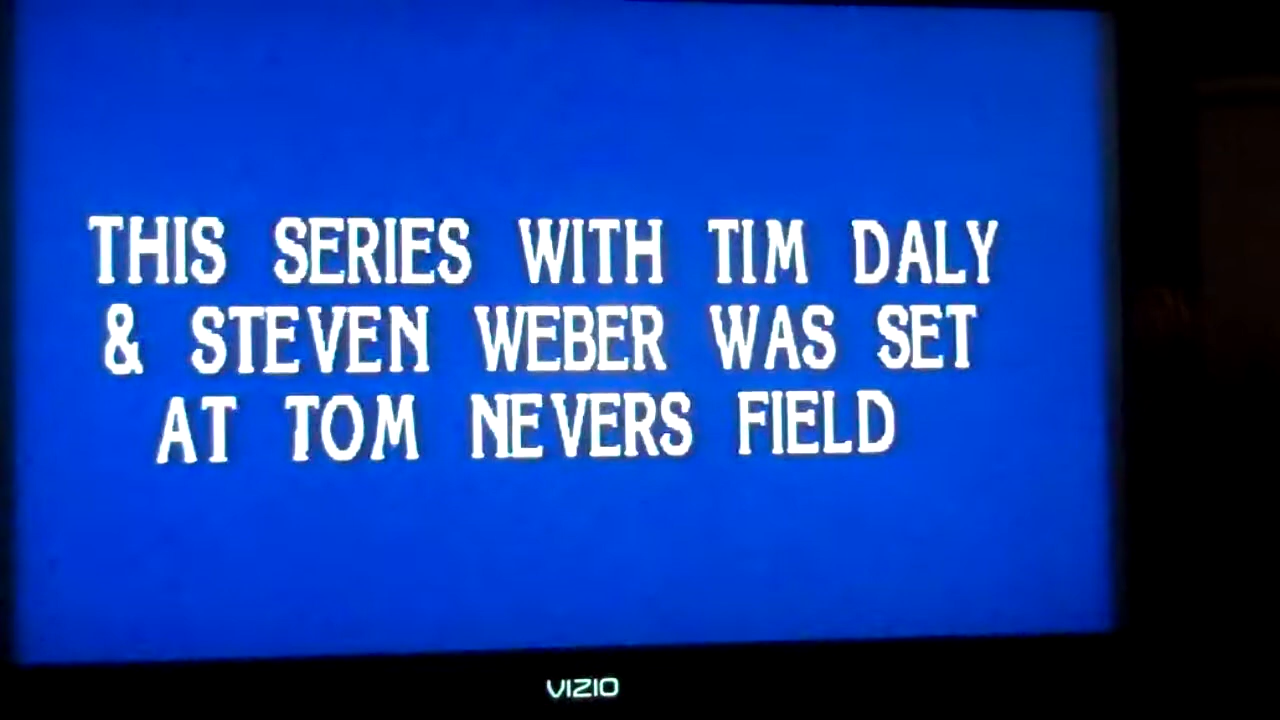 THIS SERIES WITH TIM DALY
& STEVEN WEBER WAS SET
AT TOM NEVERS FIELD
VIZIO